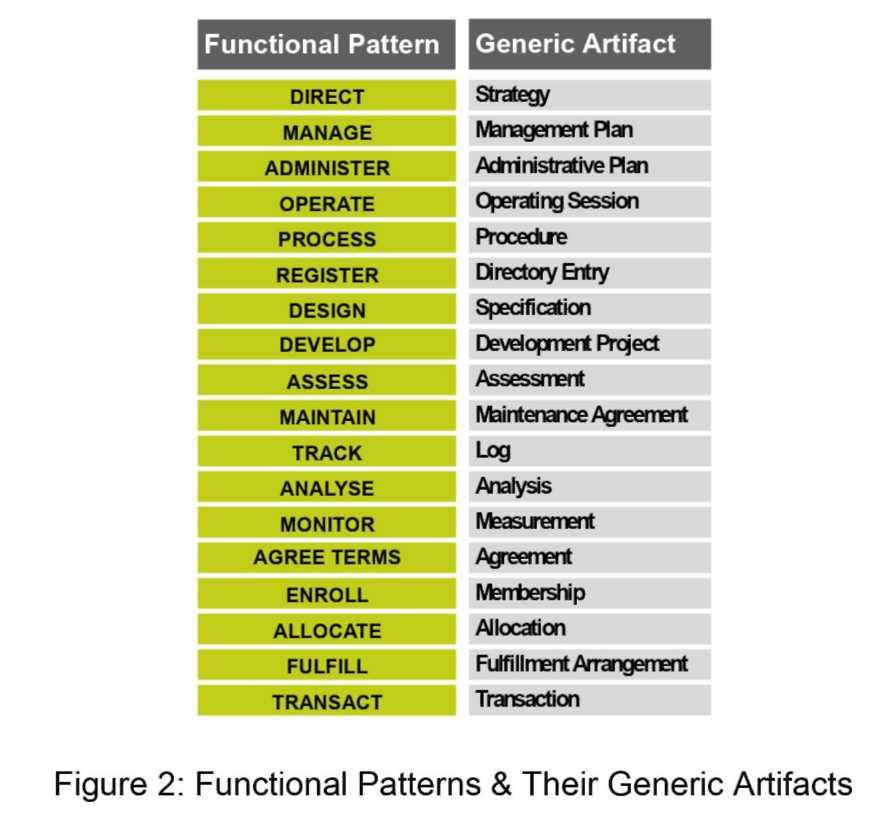 Functional Pattern Generic Artifact
DIRECT Strategy
MANAGE Management Plan
ADMINISTER Administrative Plan
OPERATE Operating Session
PROCESS Procedure
REGISTER Directory Entry
DESIGN Specification
DEVELOP Development Project
ASSESS Assessment
MAINTAIN Maintenance Agreement
TRACK Log
ANALYSE Analysis
MONITOR Measurement
AGREE TERMS Agreement
ENROLL Membership
ALLOCATE Allocation
FULFILL Fulfillment Arrangement
TRANSACT Transaction
Figure 2: Functional Patterns & Their Generic Artifacts